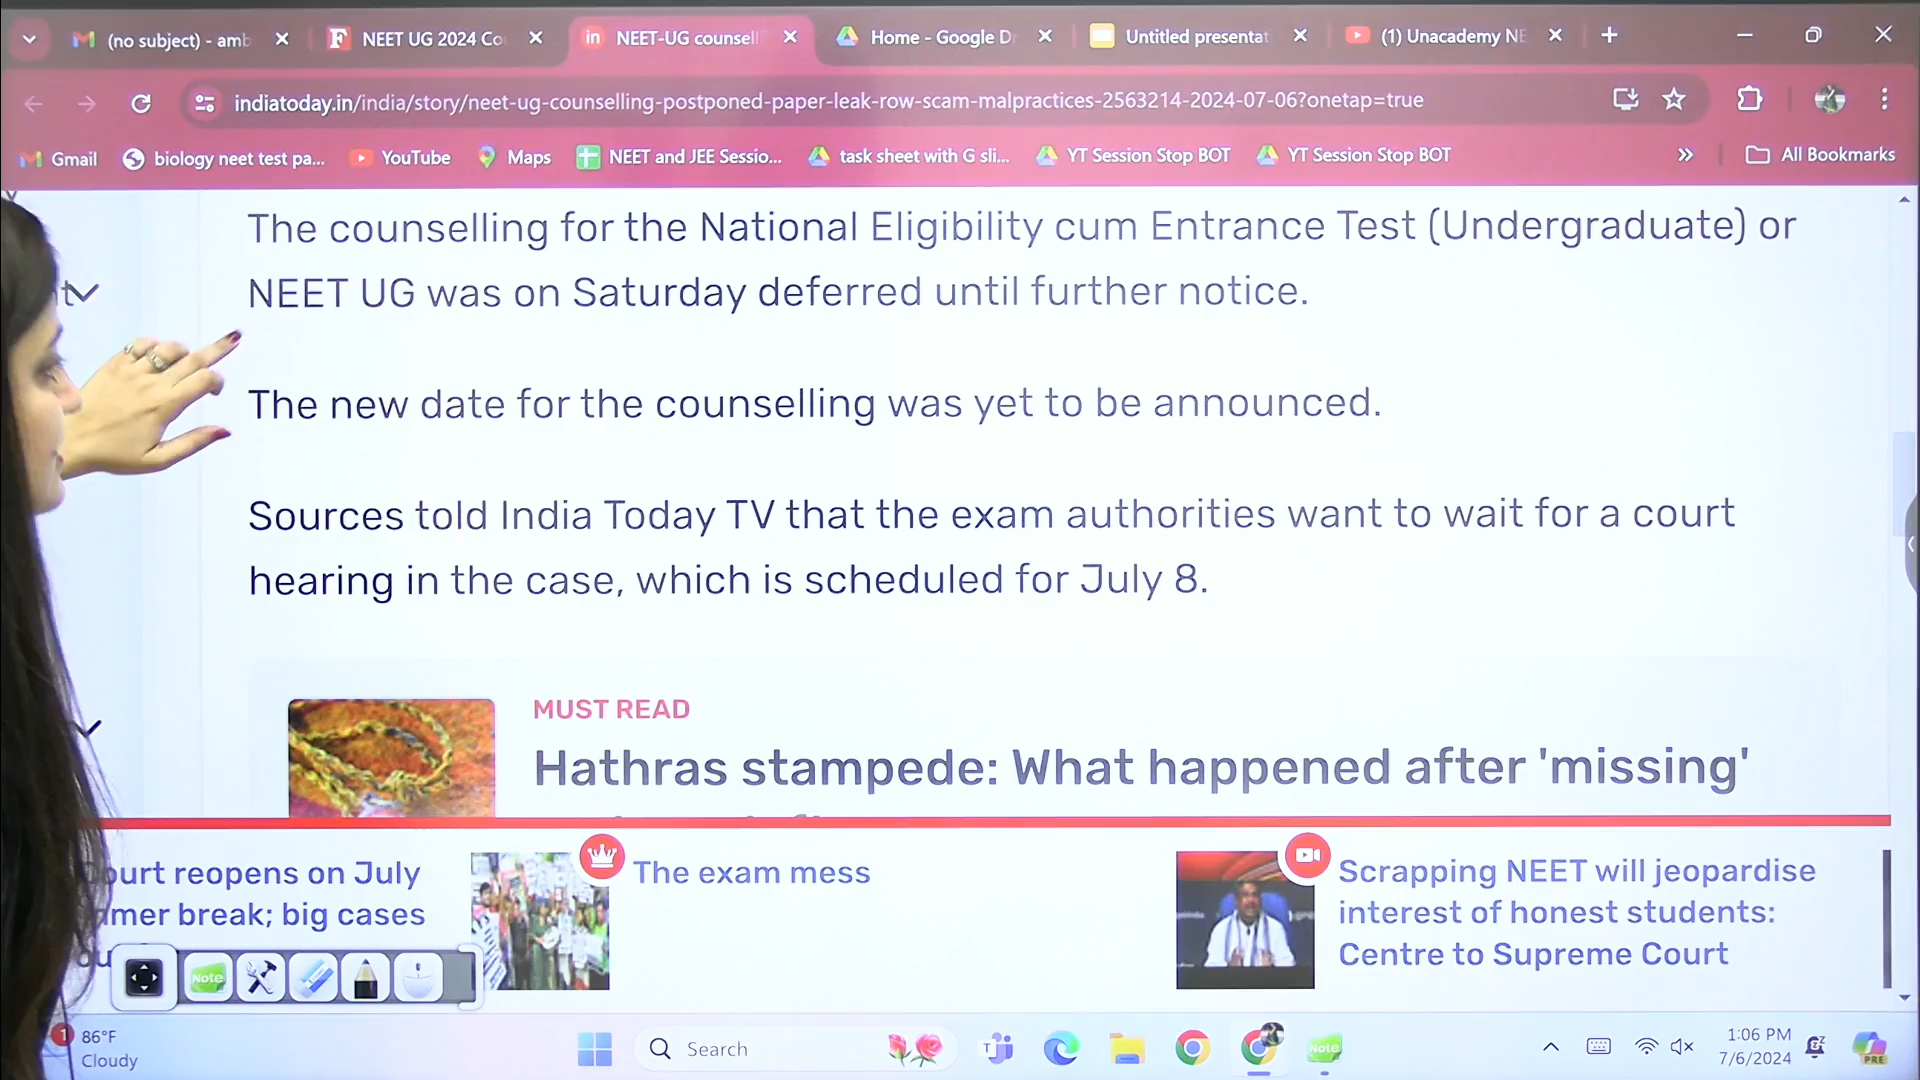 (no subject) - amb
NEET UG 2024 Co
NEET-UG counsell
Home - Google D
Untitled presentat
(1) Unacademy NE
indiatoday.in/india/story/neet-ug-counselling-postponed-paper-leak-row-scam-malpractices-2563214-2024-07-06?onetap=true
Gmail
biology neet test pa...
YouTube
Maps
NEET and JEE Sessio...
task sheet with G sli...
YT Session Stop BOT
YT Session Stop BOT
All Bookmarks
The counselling for the National Eligibility cum Entrance Test (Undergraduate) or
NEET UG was on Saturday deferred until further notice.
The new date for the counselling was yet to be announced.
Sources told India Today TV that the exam authorities want to wait for a court
hearing in the case, which is scheduled for July 8.
MUST READ
Hathras stampede: What happened after 'missing'
ourt reopens on July
mer break; big cases
The exam mess
Scrapping NEET will jeopardise
interest of honest students:
Centre to Supreme Court
Note
1
86°F
Cloudy
Search
Note
1:06 PM
7/6/2024
PRE